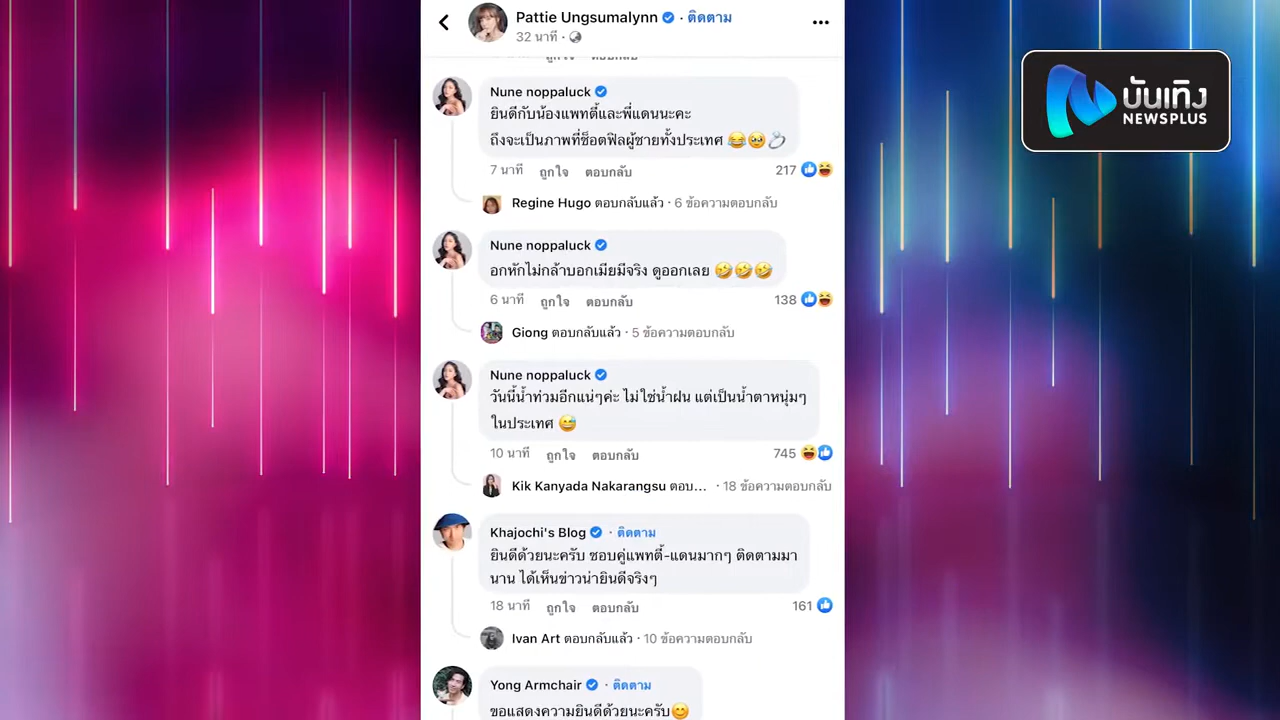 Pattie Ungsumalynn · ติดตาม
32 นาที ·
บันเทิง
NEWSPLUS
ถูกใจ ตอบกลับ
Nune noppaluck
ยินดีกับน้องแพทตี้และพี่แดนนะคะ
ถึงจะเป็นภาพที่ช็อตฟิลผู้ชายทั้งประเทศ 😂🥹💍
7 นาที ถูกใจ ตอบกลับ 217
Regine Hugo ตอบกลับแล้ว · 6 ข้อความตอบกลับ
Nune noppaluck
อกหักไม่กล้าบอกเมียมีจริง ดูออกเลย 🤣🤣🤣
6 นาที ถูกใจ ตอบกลับ 138
Giong ตอบกลับแล้ว · 5 ข้อความตอบกลับ
Nune noppaluck
วันนี้น้ำท่วมอีกแน่ๆค่ะ ไม่ใช่น้ำฝน แต่เป็นน้ำตาหนุ่มๆ
ในประเทศ 😅
10 นาที ถูกใจ ตอบกลับ 745
Kik Kanyada Nakarangsu ตอบ... · 18 ข้อความตอบกลับ
Khajochi's Blog · ติดตาม
ยินดีด้วยนะครับ ชอบคู่แพทตี้-แดนมากๆ ติดตามมา
นาน ได้เห็นข่าวน่ายินดีจริงๆ
18 นาที ถูกใจ ตอบกลับ 161
Ivan Art ตอบกลับแล้ว · 10 ข้อความตอบกลับ
Yong Armchair · ติดตาม
ขอแสดงความยินดีด้วยนะครับ😊